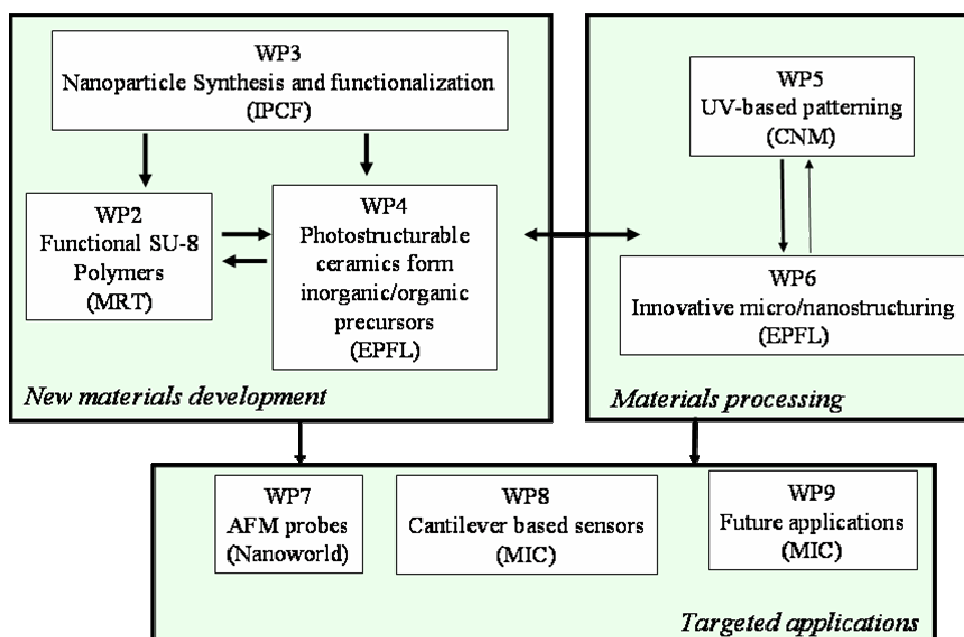 WP3
Nanoparticle Synthesis and functionalization
(IPCF)
WP2
Functional SU-8
Polymers
(MRT)
WP4
Photostructurable
ceramics form
inorganic/organic
precursors
(EPFL)
New materials development
WP5
UV-based patterning
(CNM)
WP6
Innovative micro/nanostructuring
(EPFL)
Materials processing
WP7
AFM probes
(Nanoworld)
WP8
Cantilever based sensors
(MIC)
WP9
Future applications
(MIC)
Targeted applications